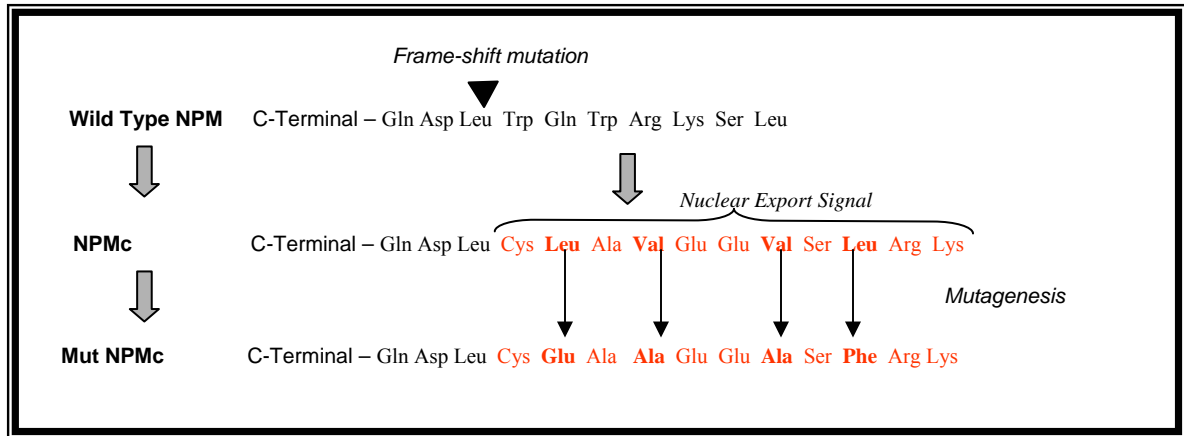 Frame-shift mutation
Wild Type NPM C-Terminal – Gln Asp Leu Trp Gln Trp Arg Lys Ser Leu
Nuclear Export Signal
NPMc C-Terminal – Gln Asp Leu Cys Leu Ala Val Glu Glu Val Ser Leu Arg Lys
Mutagenesis
Mut NPMc C-Terminal – Gln Asp Leu Cys Glu Ala Ala Glu Glu Ala Ser Phe Arg Lys